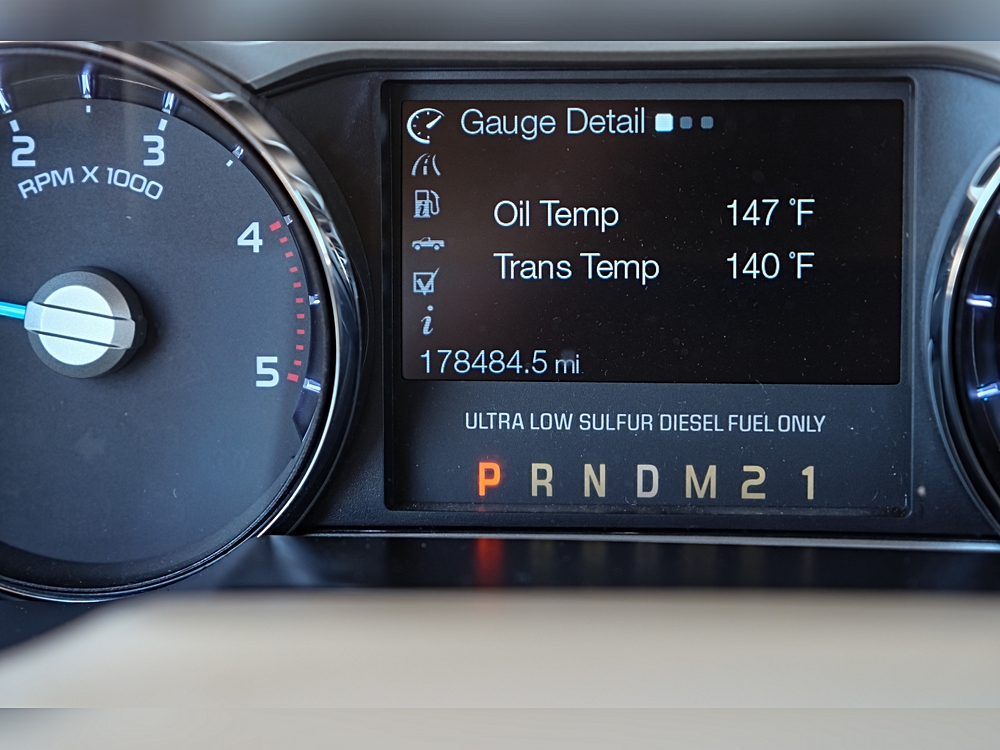 2 3
RPM X 1000
4
5
Gauge Detail
Oil Temp 147 °F
Trans Temp 140 °F
i
178484.5 mi
ULTRA LOW SULFUR DIESEL FUEL ONLY
P R N D M 2 1